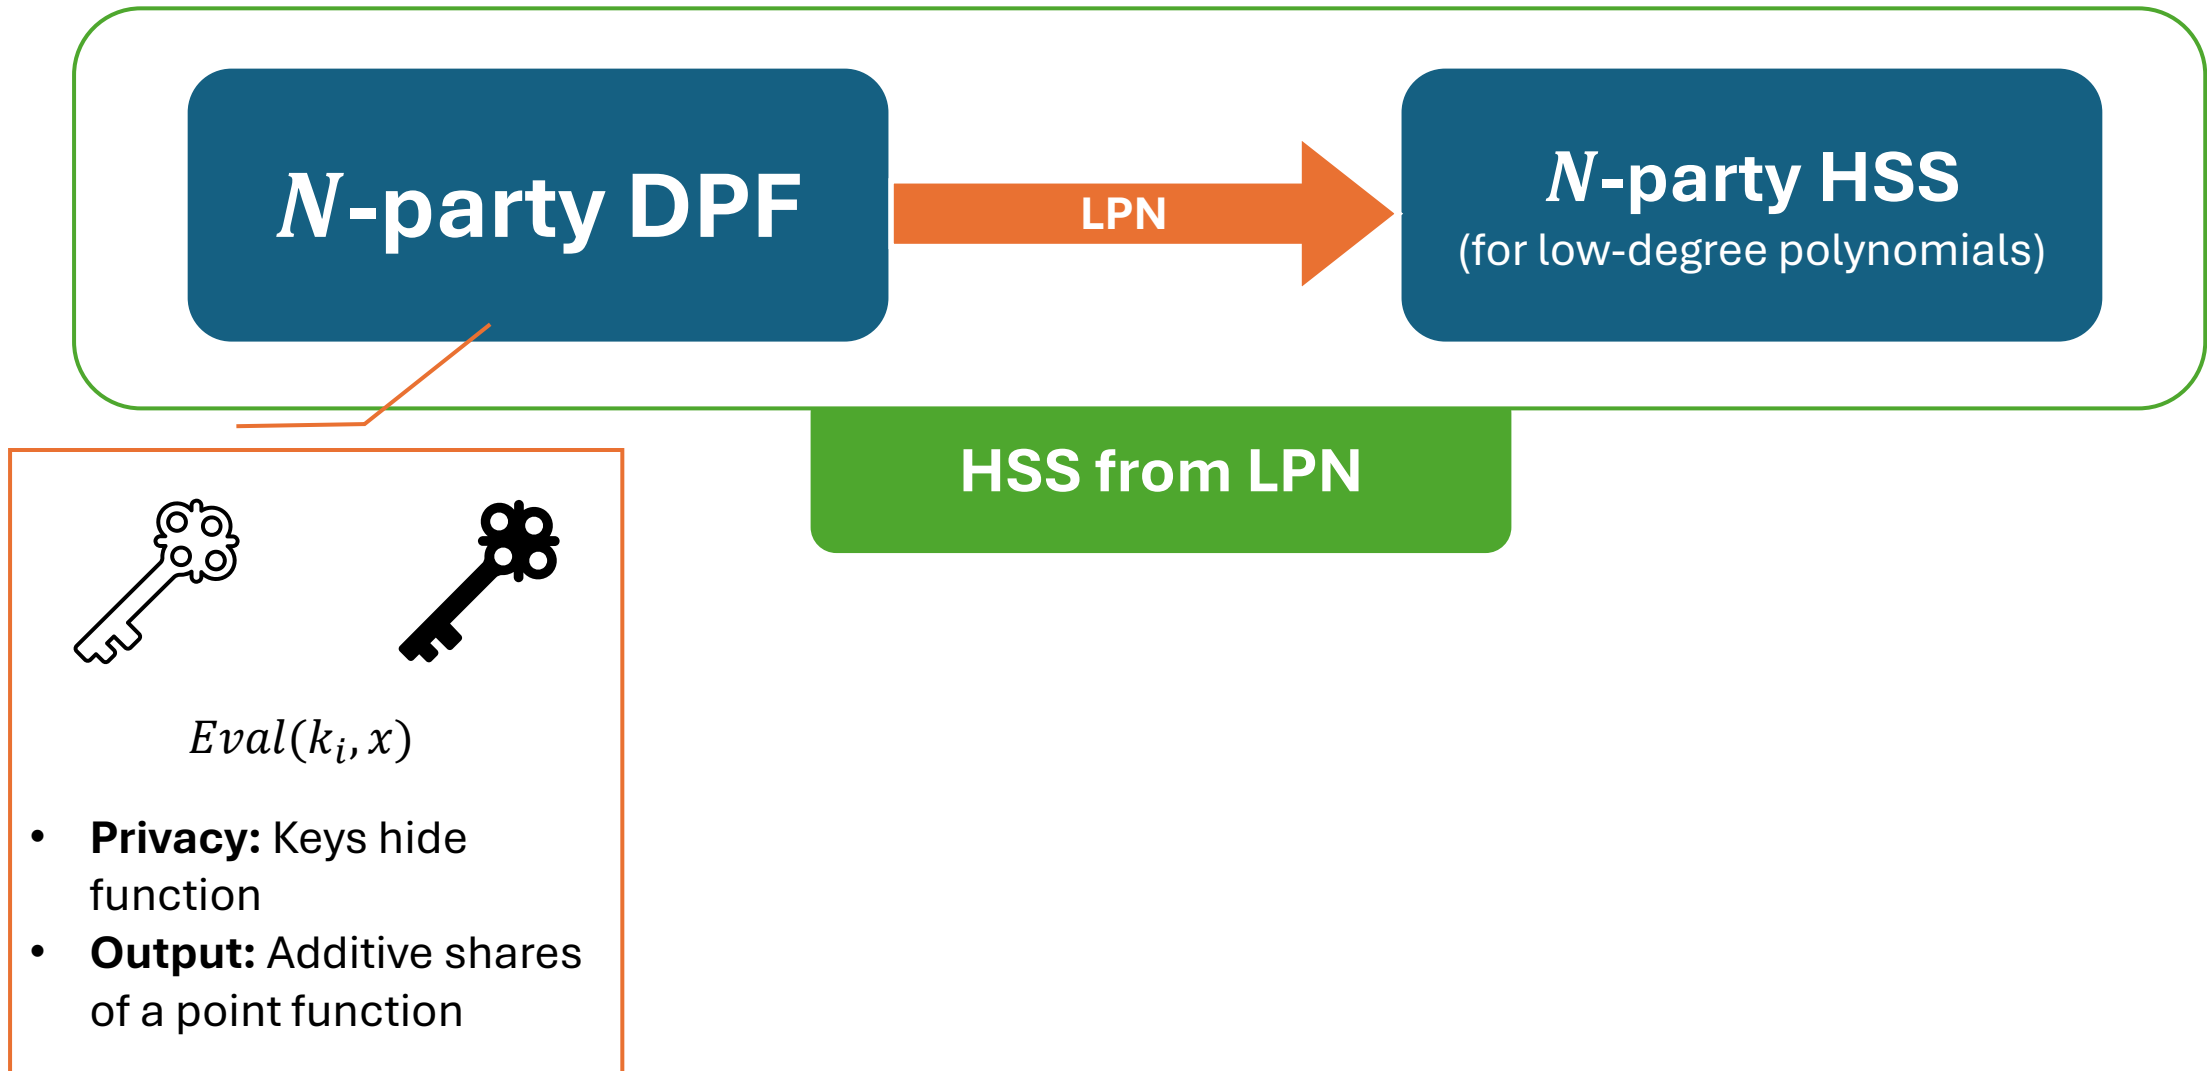 N-party DPF
LPN
N-party HSS
(for low-degree polynomials)
HSS from LPN
Eval(kᵢ, x)
• Privacy: Keys hide
function
• Output: Additive shares
of a point function